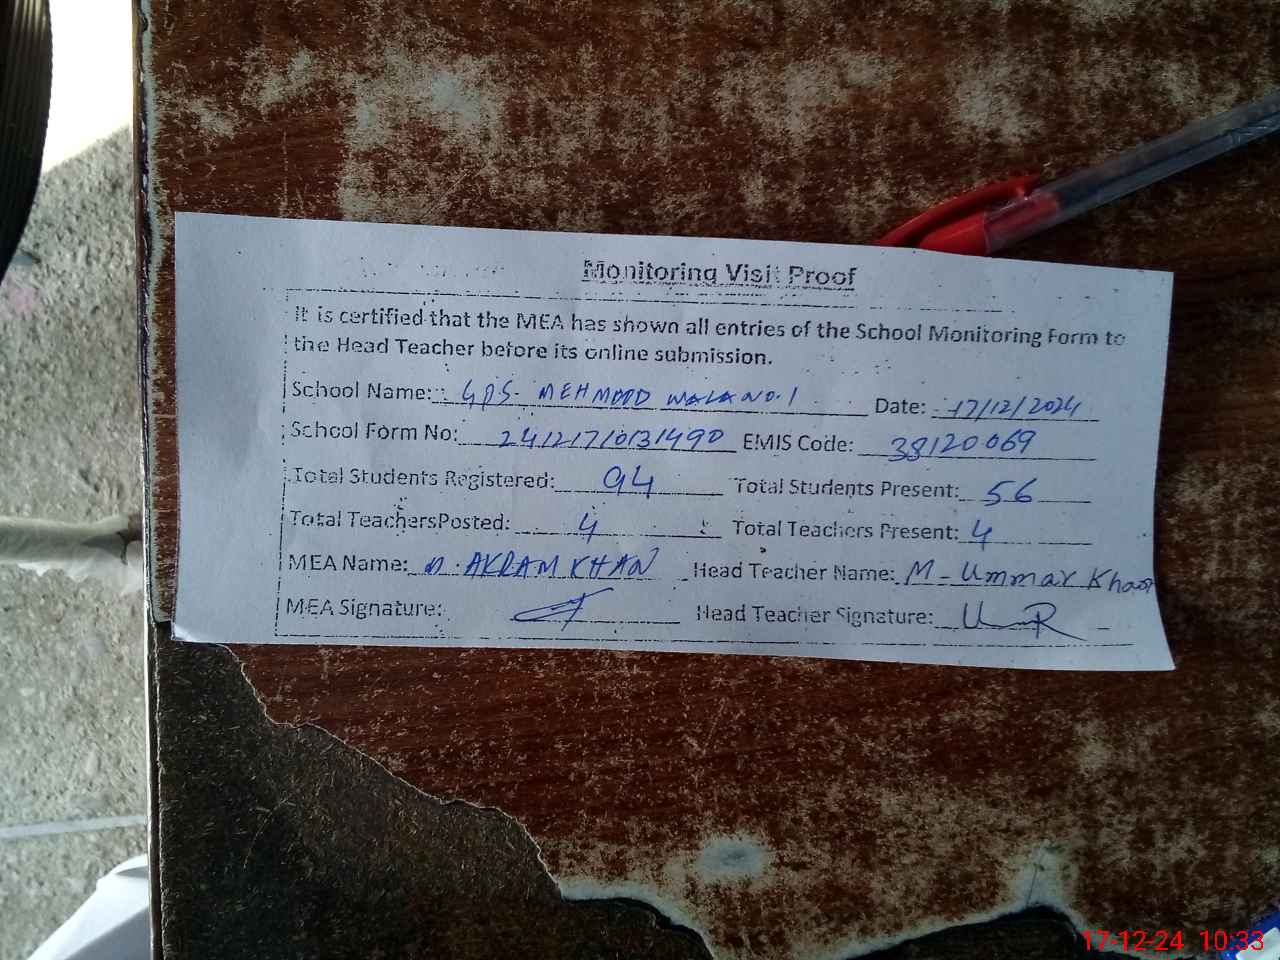 Monitoring Visit Proof
It is certified that the MEA has shown all entries of the School Monitoring Form to
the Head Teacher before its online submission.
School Name: GPS. MEHMOOD WALA NO.1 Date: 17/12/2024
School Form No: 241217/013/490 EMIS Code: 38120069
Total Students Registered: 94 Total Students Present: 56
Total TeachersPosted: 4 Total Teachers Present: 4
MEA Name: M. AKRAM KHAN Head Teacher Name: M-Ummar Khan
MEA Signature: Head Teacher Signature:
17-12-24 10:33